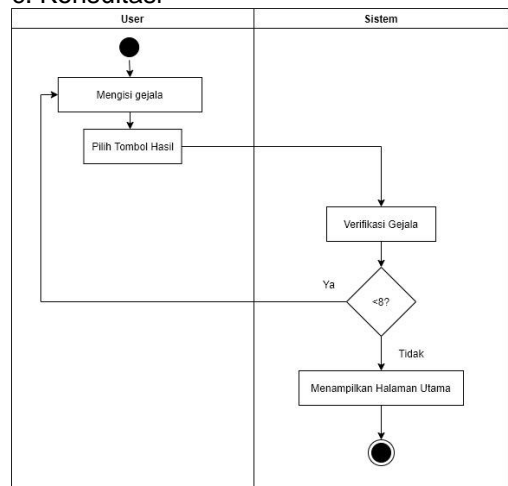 User
Sistem
Mengisi gejala
Pilih Tombol Hasil
Verifikasi Gejala
Ya
<8?
Tidak
Menampilkan Halaman Utama